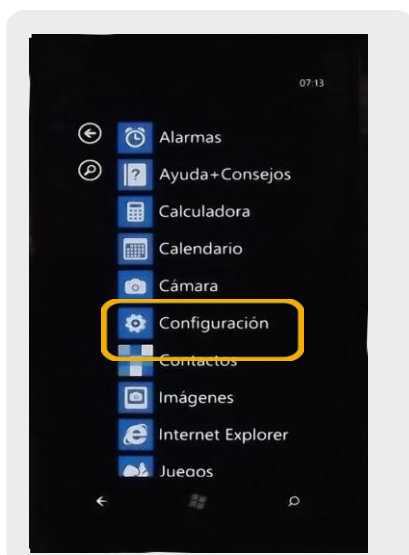 07:13
Alarmas
Ayuda+Consejos
Calculadora
Calendario
Cámara
Configuración
Contactos
Imágenes
Internet Explorer
Juegos